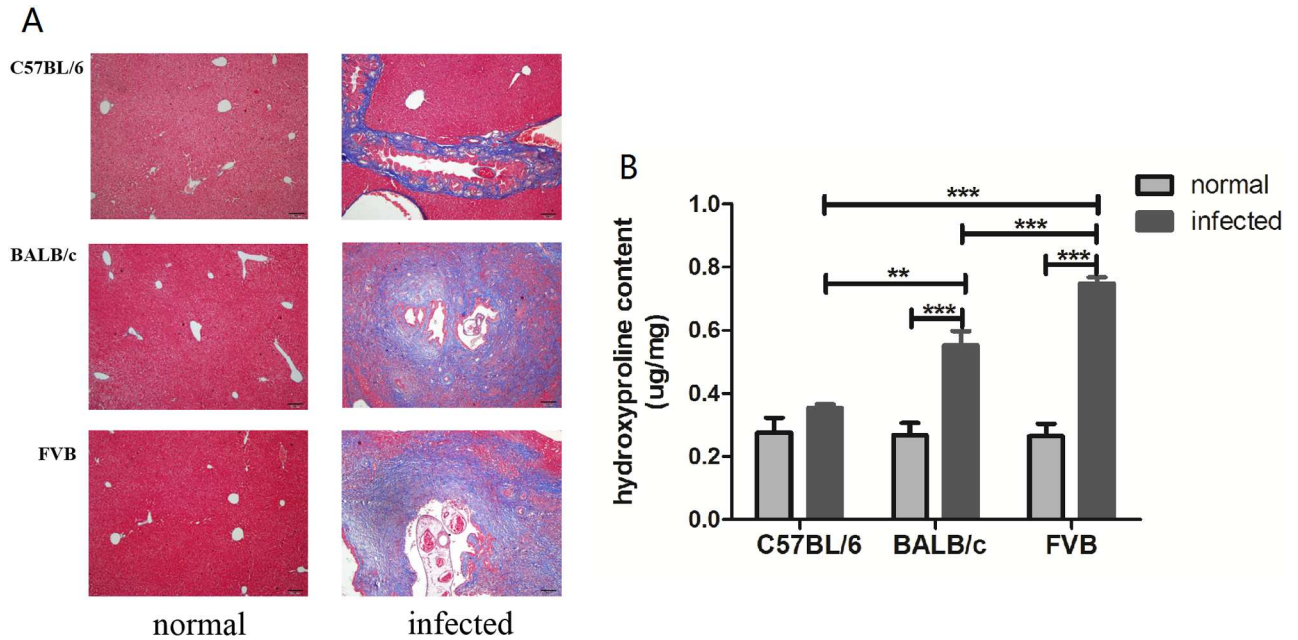 A
C57BL/6
BALB/c
FVB
normal infected
B
normal
infected
***
***
**
***
***
1.0
0.8
0.6
0.4
0.2
0.0
hydroxyproline content
(ug/mg)
C57BL/6 BALB/c FVB